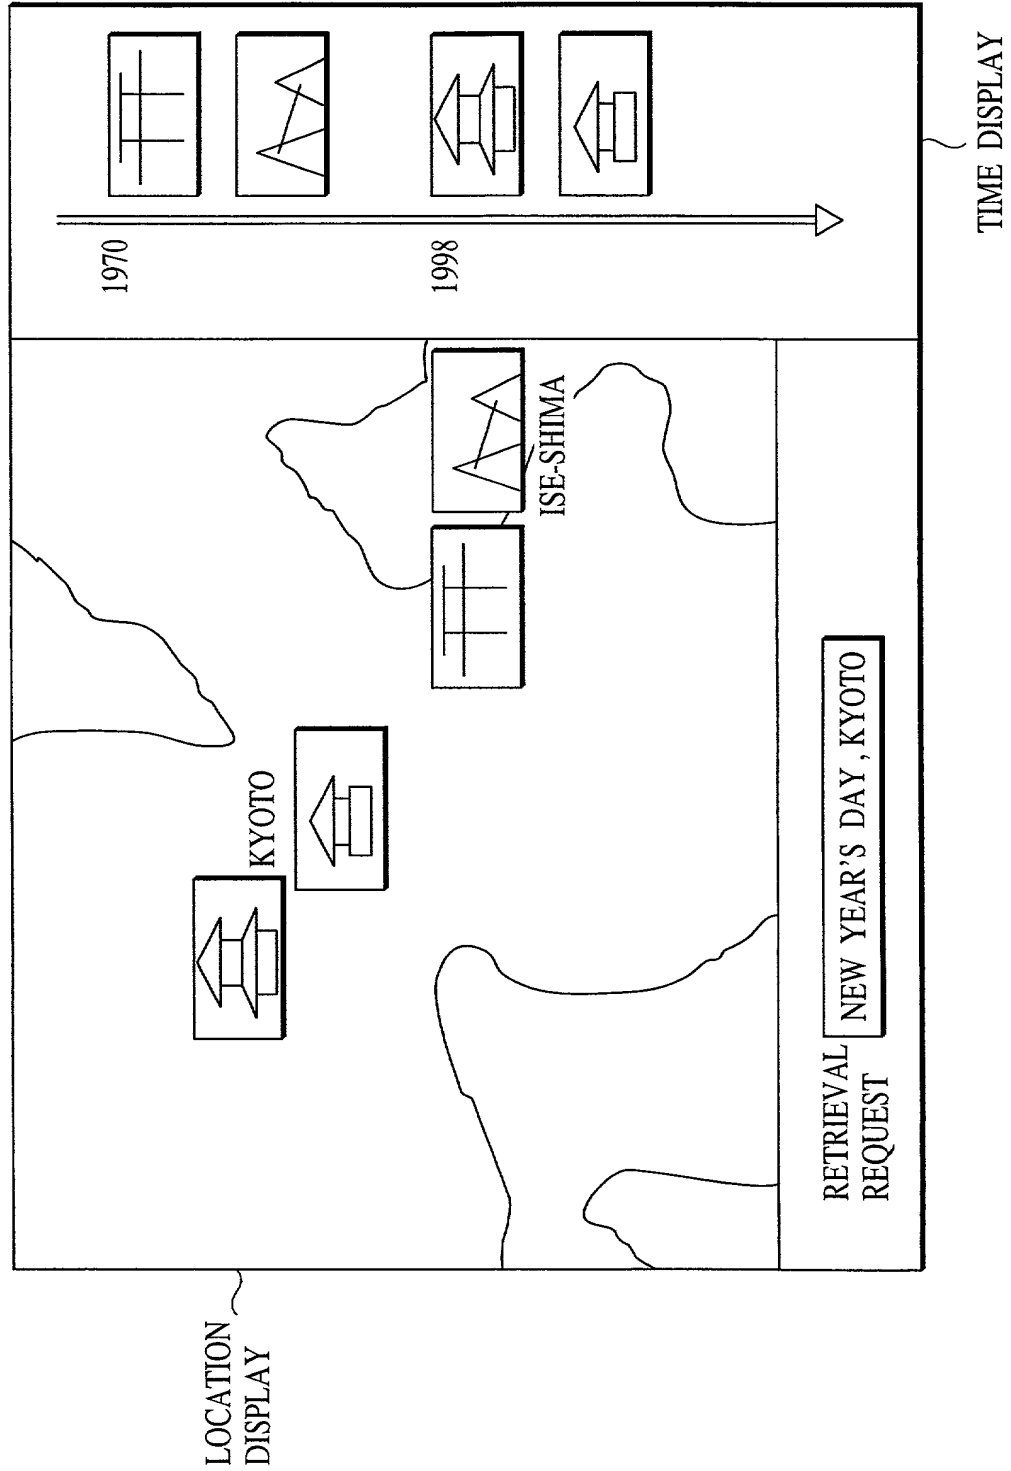 LOCATION
DISPLAY
KYOTO
ISE-SHIMA
1970
1998
RETRIEVAL
REQUEST
NEW YEAR'S DAY, KYOTO
TIME DISPLAY